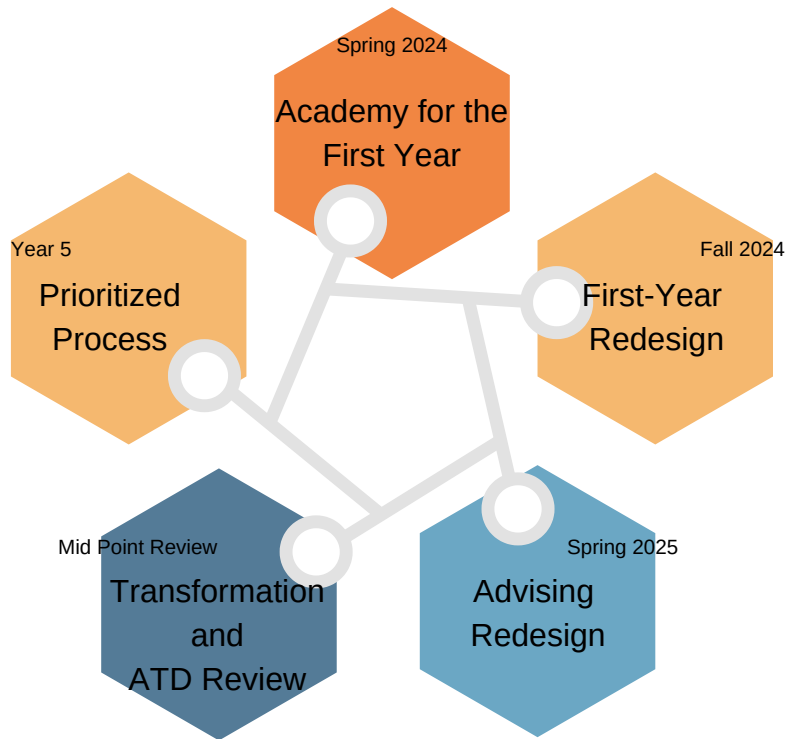 Spring 2024
Academy for the
First Year
Fall 2024
First-Year
Redesign
Spring 2025
Advising
Redesign
Mid Point Review
Transformation
and
ATD Review
Year 5
Prioritized
Process